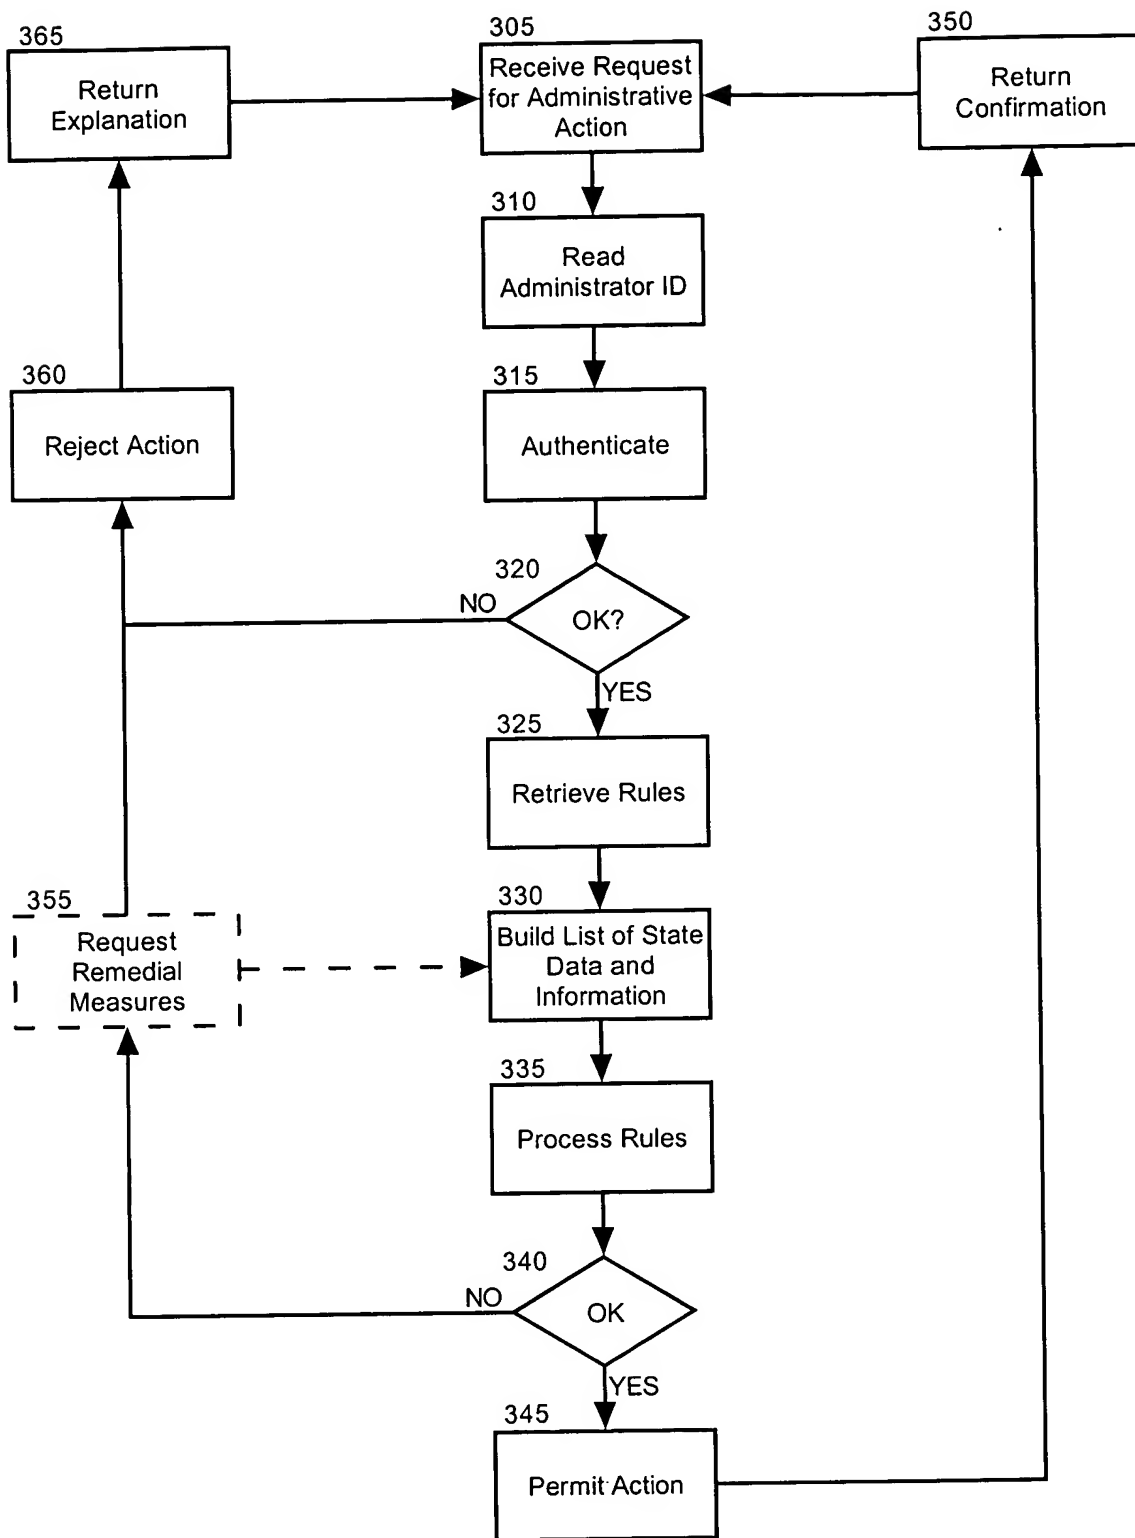 365
Return
Explanation
305
Receive Request
for Administrative
Action
350
Return
Confirmation
310
Read
Administrator ID
360
Reject Action
315
Authenticate
320
NO
OK?
YES
325
Retrieve Rules
355
Request
Remedial
Measures
330
Build List of State
Data and
Information
335
Process Rules
340
NO
OK
YES
345
Permit Action